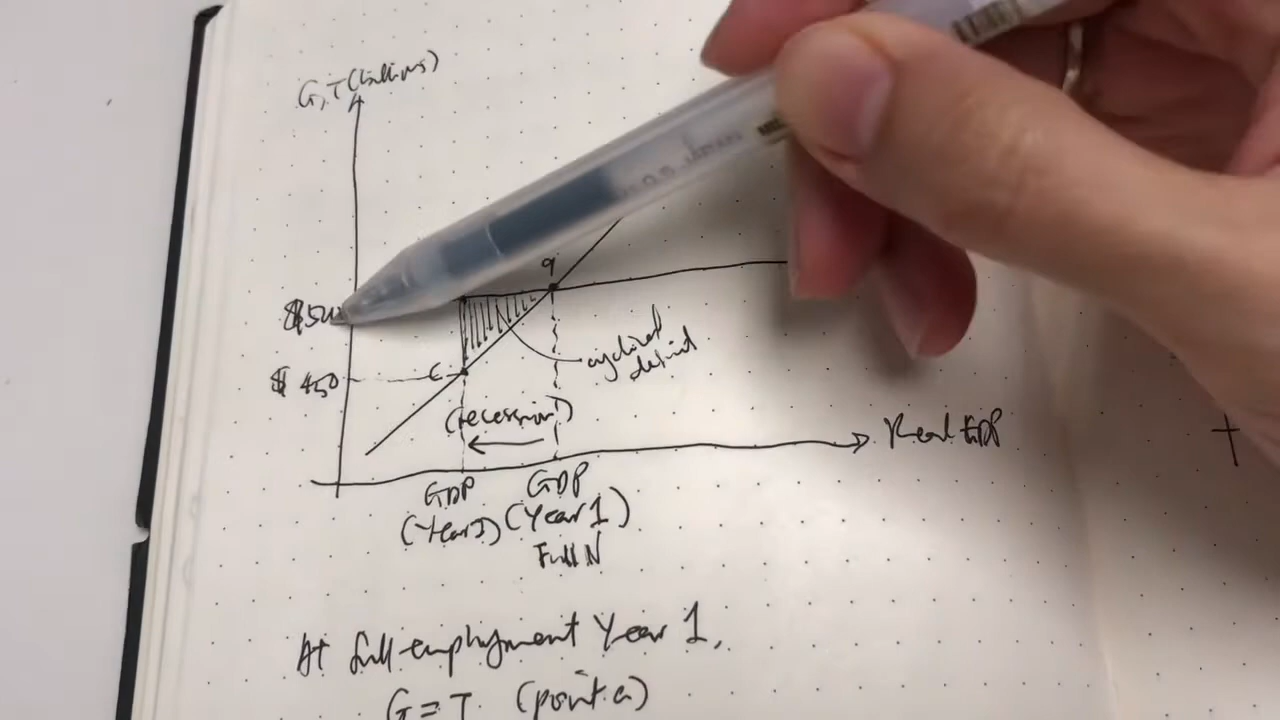 G, T (billions)
$500
a
$ 450
c
cyclical
deficit
(recession)
Real GDP
GDP
(Year 2)
GDP
(Year 1)
Full N
At full-employment Year 1,
G = T (point a)